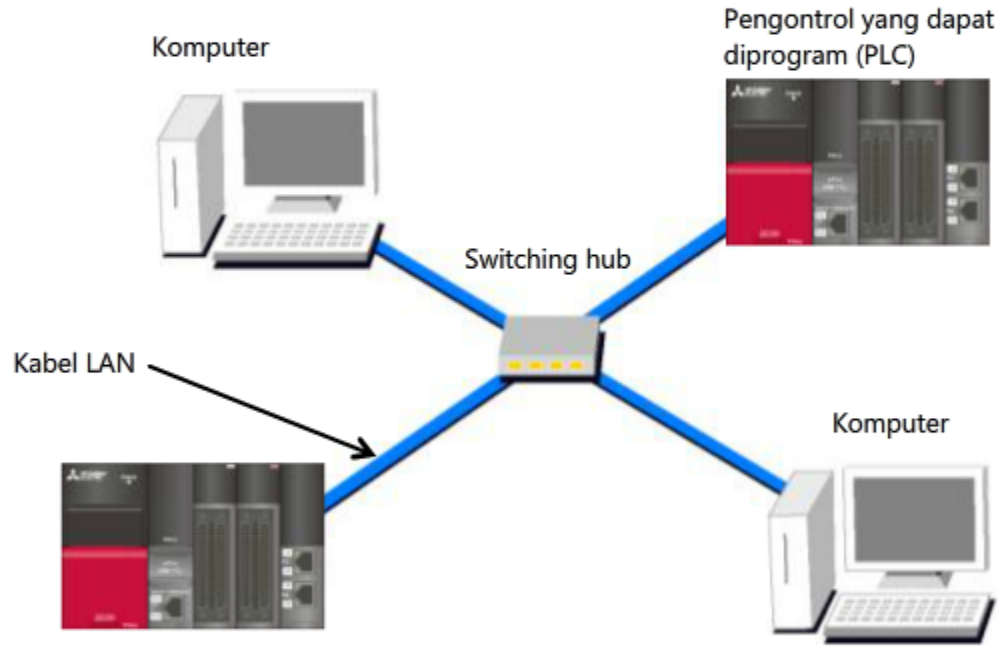 Komputer
Pengontrol yang dapat
diprogram (PLC)
Switching hub
Kabel LAN
Komputer